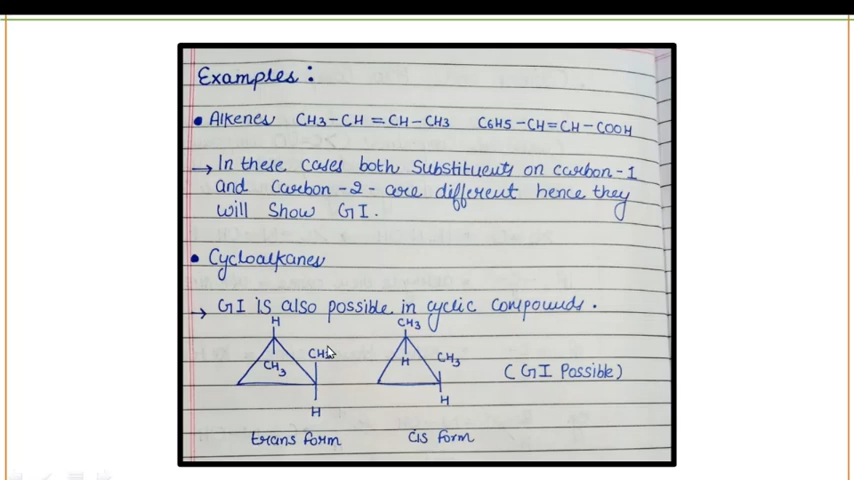 Examples :
• Alkenes CH3-CH=CH-CH3 C6H5-CH=CH-COOH
→ In these cases both substituents on carbon-1
and carbon-2-are different hence they
will show GI.
• Cycloalkanes
→ GI is also possible in cyclic compounds.
H CH3
CH3 CH3 H CH3
(GI Possible)
H H
trans form cis form